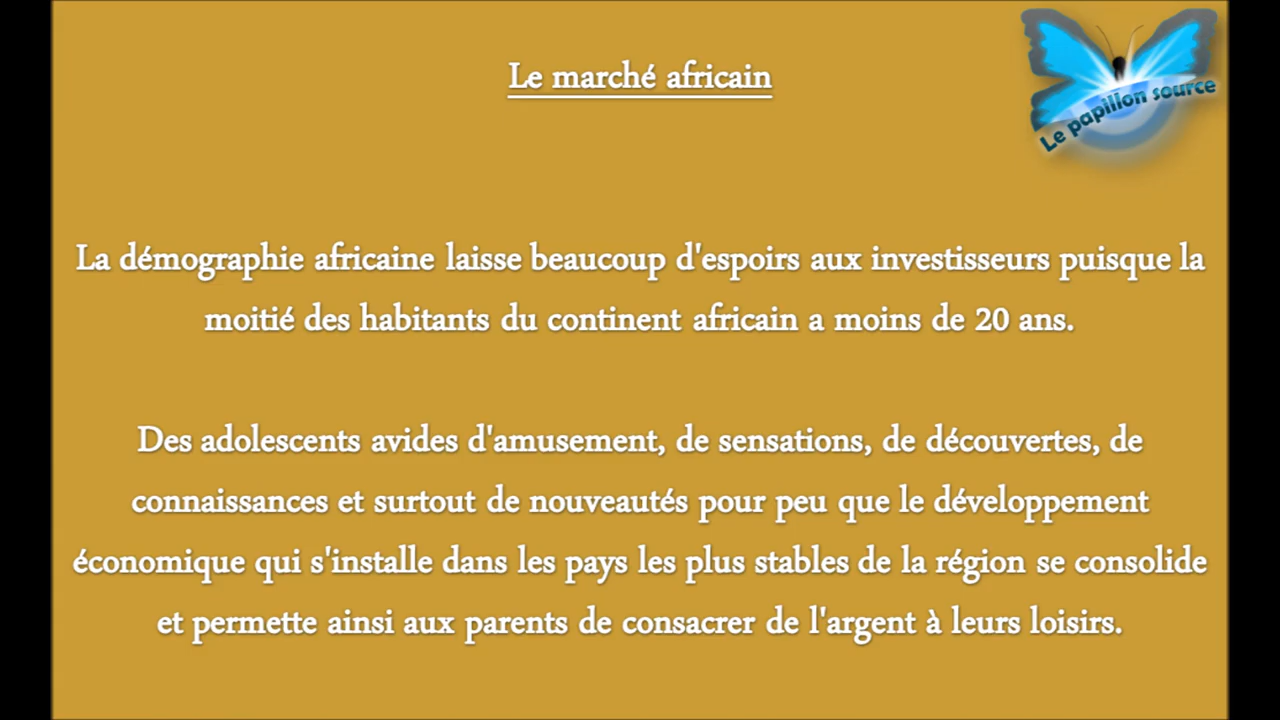 Le marché africain
Le papillon source
La démographie africaine laisse beaucoup d'espoirs aux investisseurs puisque la
moitié des habitants du continent africain a moins de 20 ans.
Des adolescents avides d'amusement, de sensations, de découvertes, de
connaissances et surtout de nouveautés pour peu que le développement
économique qui s'installe dans les pays les plus stables de la région se consolide
et permette ainsi aux parents de consacrer de l'argent à leurs loisirs.